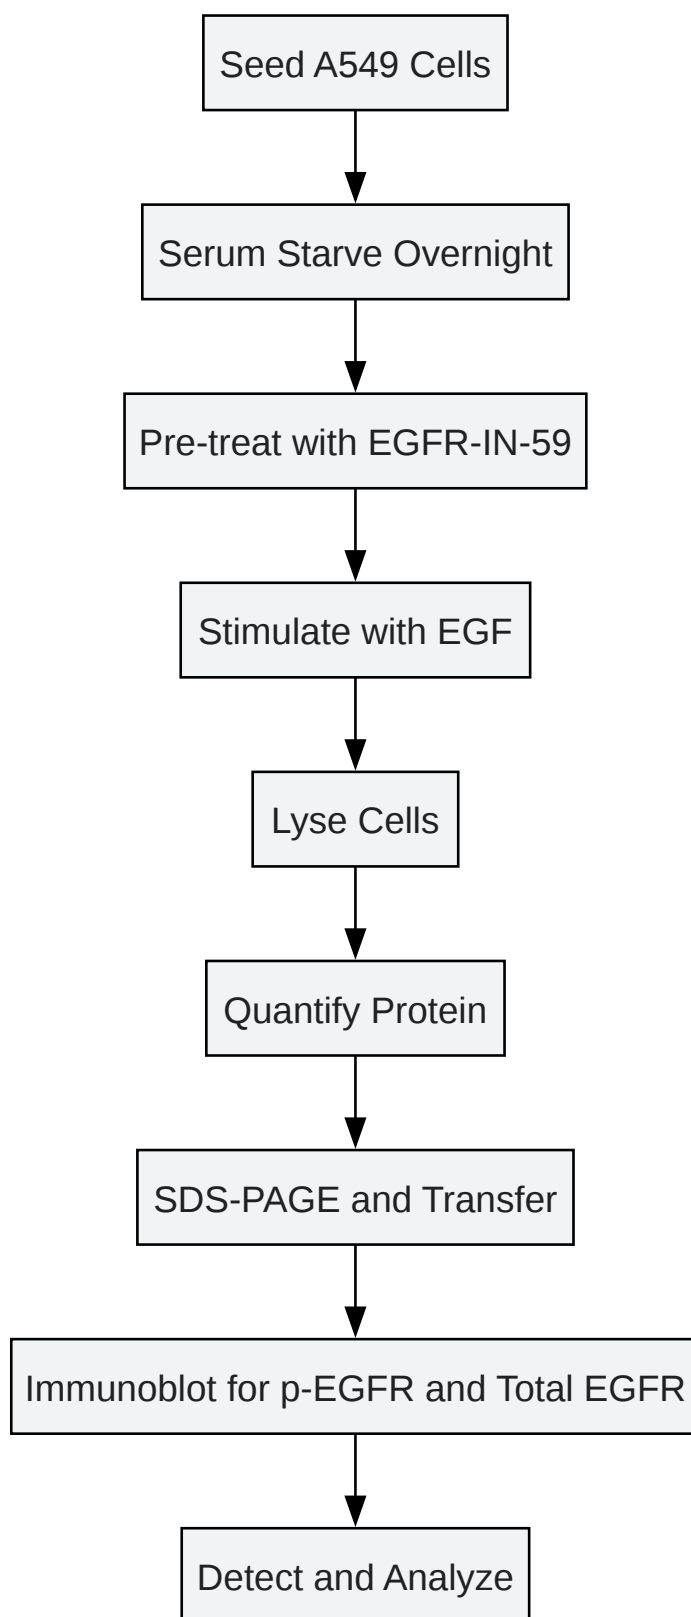 Seed A549 Cells
Serum Starve Overnight
Pre-treat with EGFR-IN-59
Stimulate with EGF
Lyse Cells
Quantify Protein
SDS-PAGE and Transfer
Immunoblot for p-EGFR and Total EGFR
Detect and Analyze